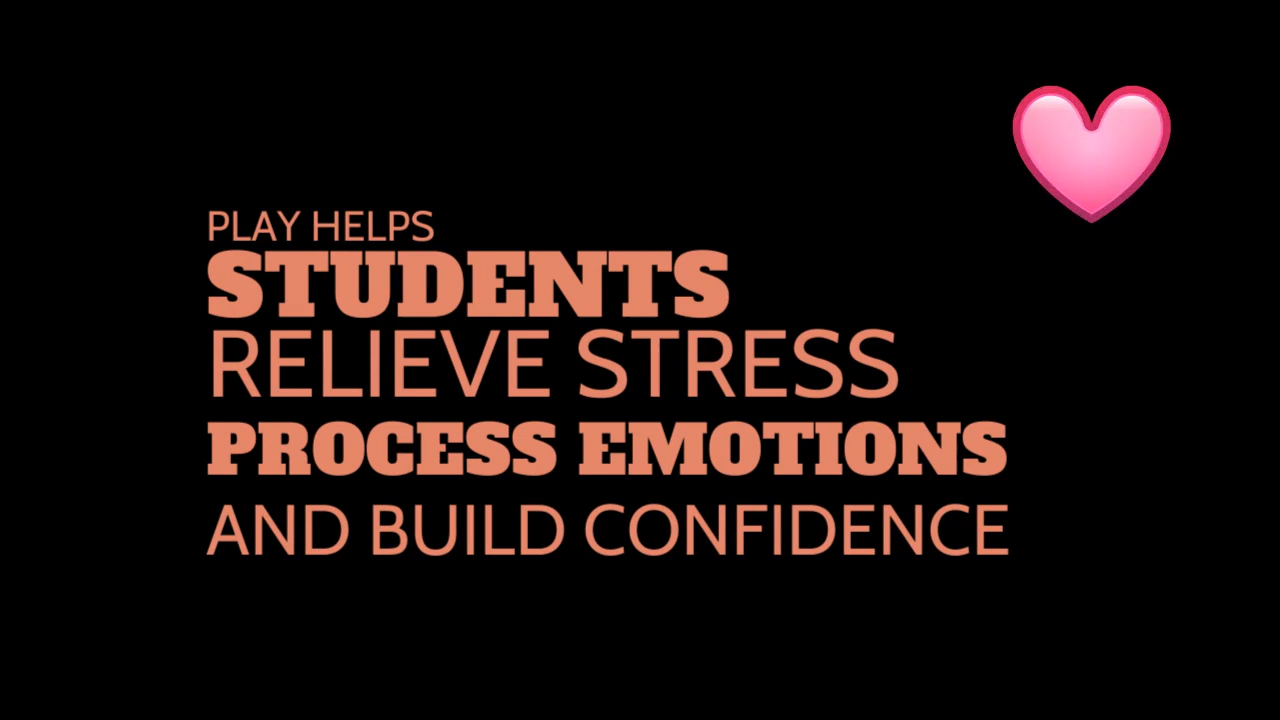 PLAY HELPS
STUDENTS
RELIEVE STRESS
PROCESS EMOTIONS
AND BUILD CONFIDENCE